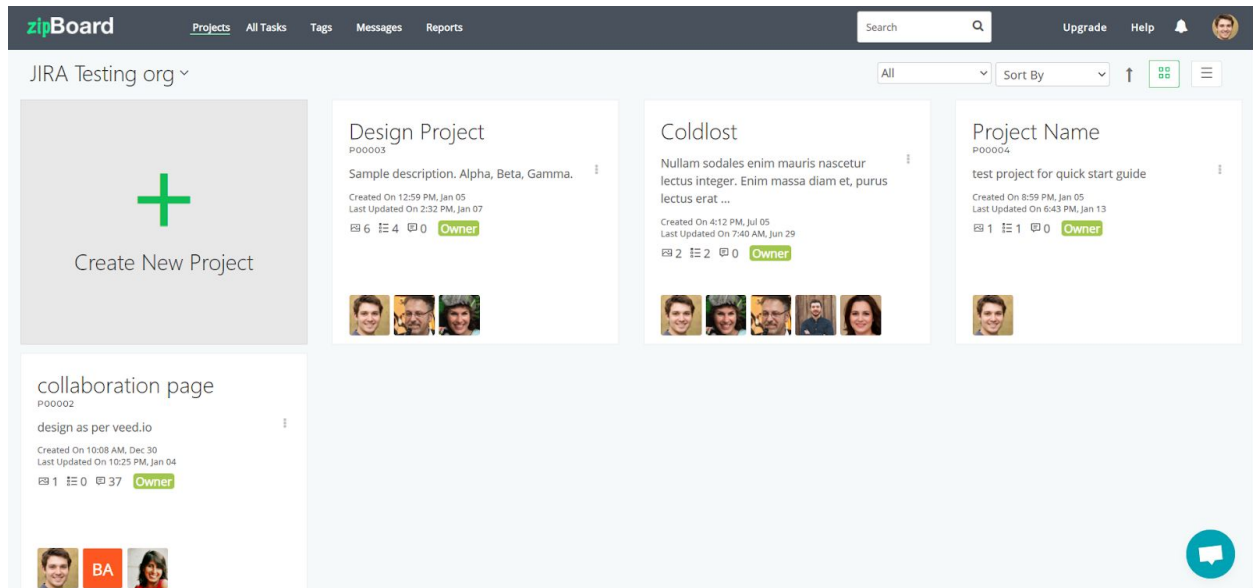 zipBoard
Projects All Tasks Tags Messages Reports
Search
Upgrade Help
JIRA Testing org
All
Sort By
Create New Project
Design Project
P00003
Sample description. Alpha, Beta, Gamma.
Created On 12:59 PM, Jan 05
Last Updated On 2:32 PM, Jan 07
6 4 0 Owner
Coldlost
Nullam sodales enim mauris nascetur
lectus integer. Enim massa diam et, purus
lectus erat ...
Created On 4:12 PM, Jul 05
Last Updated On 7:40 AM, Jun 29
2 2 0 Owner
Project Name
P00004
test project for quick start guide
Created On 8:59 PM, Jan 05
Last Updated On 6:43 PM, Jan 13
1 1 0 Owner
collaboration page
P00002
design as per veed.io
Created On 10:08 AM, Dec 30
Last Updated On 10:25 PM, Jan 04
1 0 37 Owner
BA